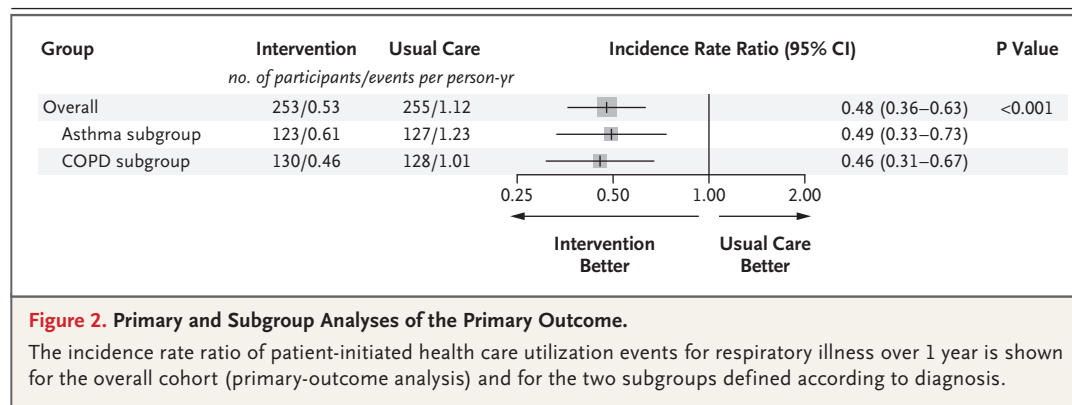 Group Intervention Usual Care Incidence Rate Ratio (95% CI) P Value
no. of participants/events per person-yr
Overall 253/0.53 255/1.12 0.48 (0.36–0.63) <0.001
Asthma subgroup 123/0.61 127/1.23 0.49 (0.33–0.73)
COPD subgroup 130/0.46 128/1.01 0.46 (0.31–0.67)
0.25 0.50 1.00 2.00
Intervention Usual Care
Better Better
Figure 2. Primary and Subgroup Analyses of the Primary Outcome.
The incidence rate ratio of patient-initiated health care utilization events for respiratory illness over 1 year is shown
for the overall cohort (primary-outcome analysis) and for the two subgroups defined according to diagnosis.